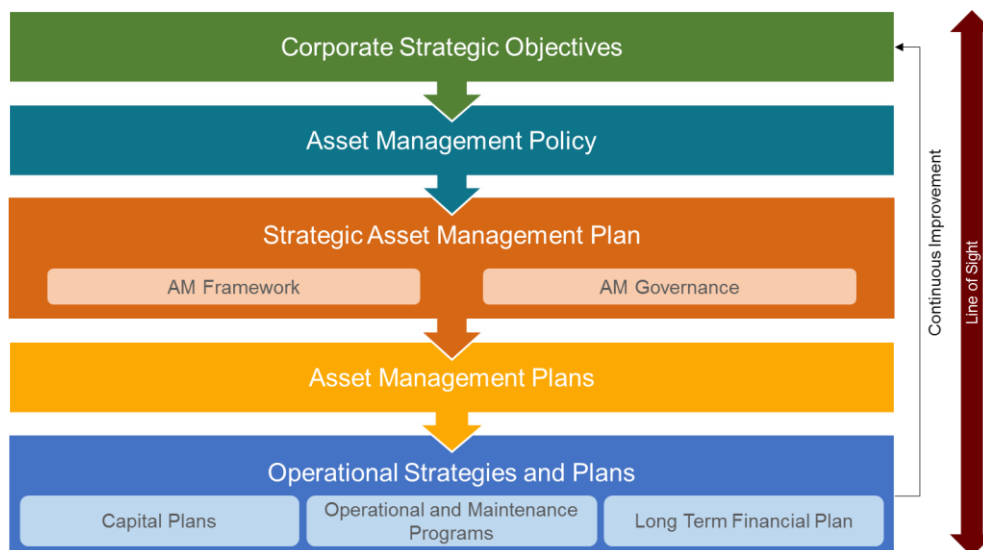 Corporate Strategic Objectives
Asset Management Policy
Strategic Asset Management Plan
AM Framework
AM Governance
Asset Management Plans
Operational Strategies and Plans
Capital Plans
Operational and Maintenance
Programs
Long Term Financial Plan
Continuous Improvement
Line of Sight